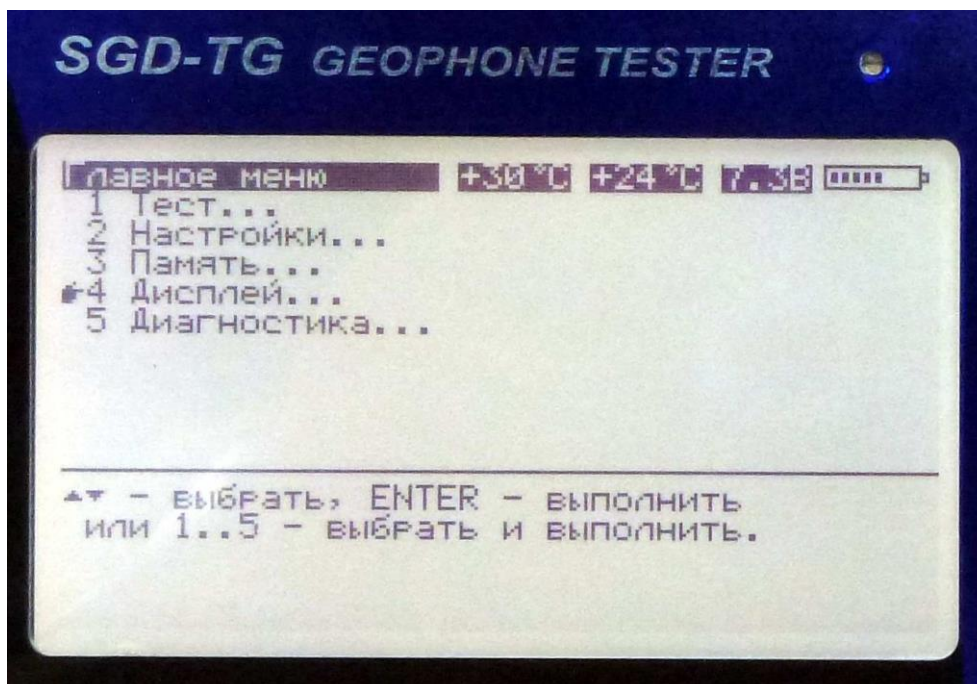 SGD-TG GEOPHONE TESTER
Главное меню +30°C +24°C 7.3В
1 Тест...
2 Настройки...
3 Память...
4 Дисплей...
5 Диагностика...
▲▼ - выбрать, ENTER - выполнить
или 1..5 - выбрать и выполнить.